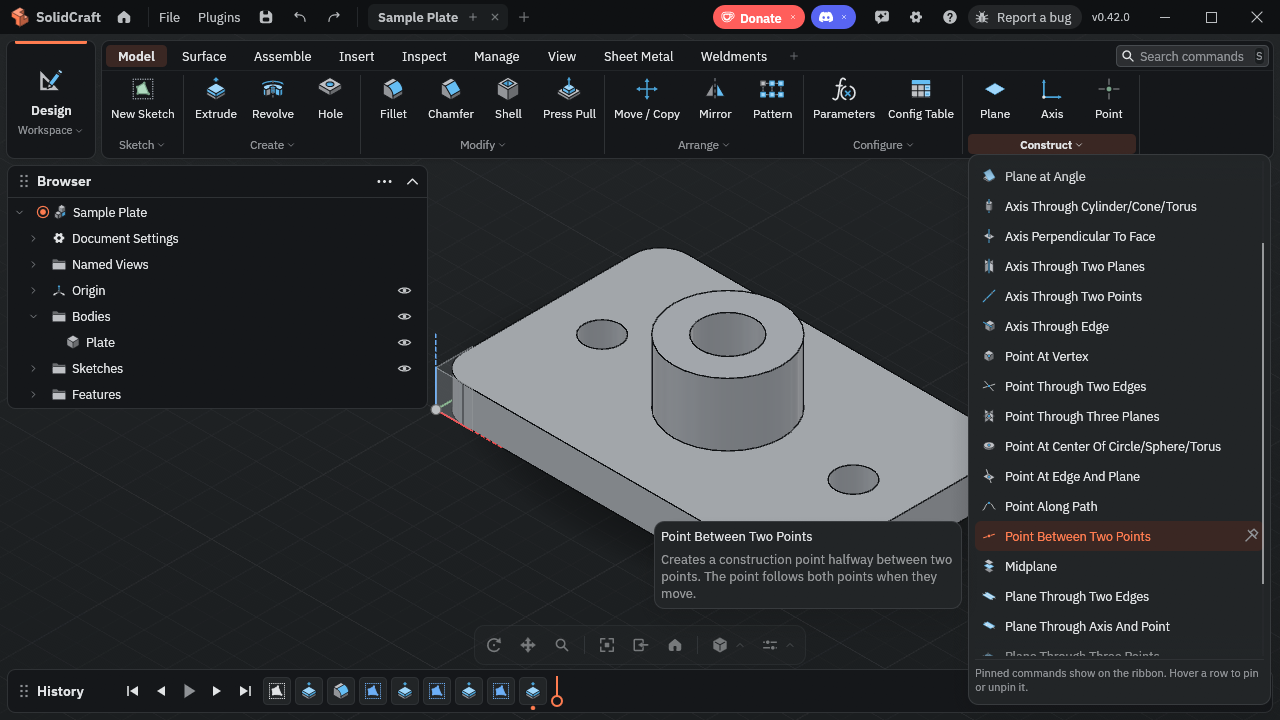 SolidCraft
File
Plugins
Sample Plate
Donate
Report a bug
v0.42.0
Design
Workspace
Model
Surface
Assemble
Insert
Inspect
Manage
View
Sheet Metal
Weldments
Search commands
S
New Sketch
Extrude
Revolve
Hole
Fillet
Chamfer
Shell
Press Pull
Move / Copy
Mirror
Pattern
Parameters
Config Table
Plane
Axis
Point
Sketch
Create
Modify
Arrange
Configure
Construct
Browser
Sample Plate
Document Settings
Named Views
Origin
Bodies
Plate
Sketches
Features
Plane at Angle
Axis Through Cylinder/Cone/Torus
Axis Perpendicular To Face
Axis Through Two Planes
Axis Through Two Points
Axis Through Edge
Point At Vertex
Point Through Two Edges
Point Through Three Planes
Point At Center Of Circle/Sphere/Torus
Point At Edge And Plane
Point Along Path
Point Between Two Points
Midplane
Plane Through Two Edges
Plane Through Axis And Point
Plane Through Three Points
Pinned commands show on the ribbon. Hover a row to pin
or unpin it.
Point Between Two Points
Creates a construction point halfway between two
points. The point follows both points when they
move.
History